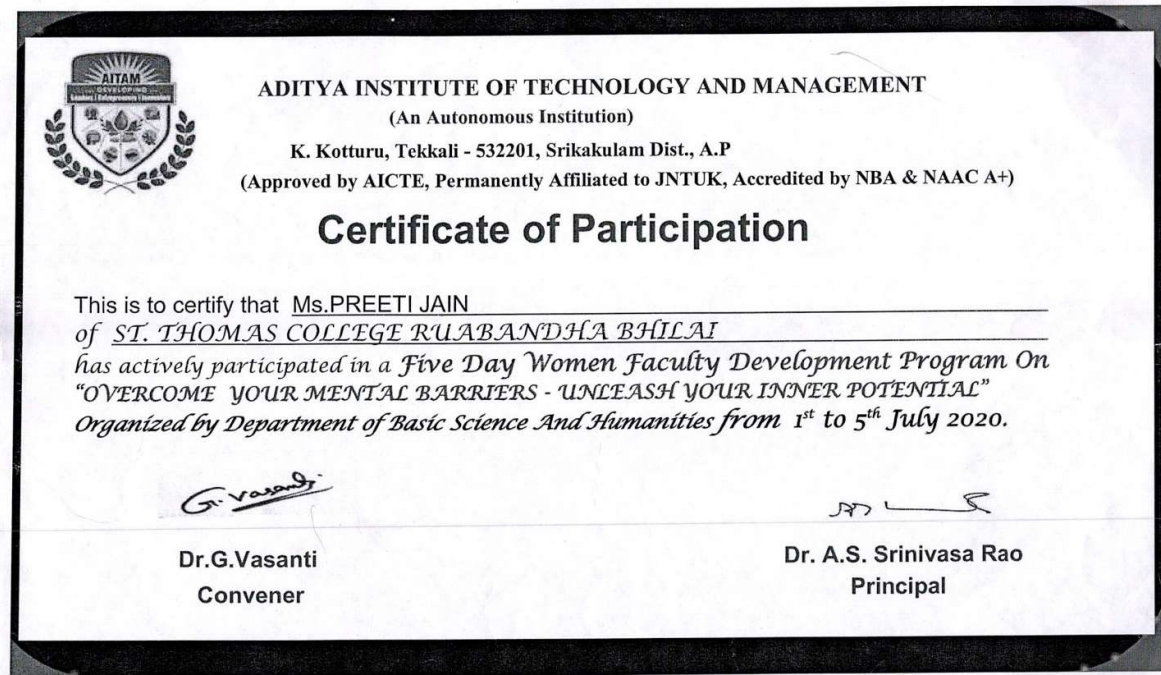 AITAM
DEVELOPING
ADITYA INSTITUTE OF TECHNOLOGY AND MANAGEMENT
(An Autonomous Institution)
K. Kotturu, Tekkali - 532201, Srikakulam Dist., A.P
(Approved by AICTE, Permanently Affiliated to JNTUK, Accredited by NBA & NAAC A+)
Certificate of Participation
This is to certify that Ms.PREETI JAIN
of ST. THOMAS COLLEGE RUABANDHA BHILAI
has actively participated in a Five Day Women Faculty Development Program On
"OVERCOME YOUR MENTAL BARRIERS - UNLEASH YOUR INNER POTENTIAL"
Organized by Department of Basic Science And Humanities from 1st to 5th July 2020.
G. Vasanti
Dr.G.Vasanti
Convener
Dr. A.S. Srinivasa Rao
Principal